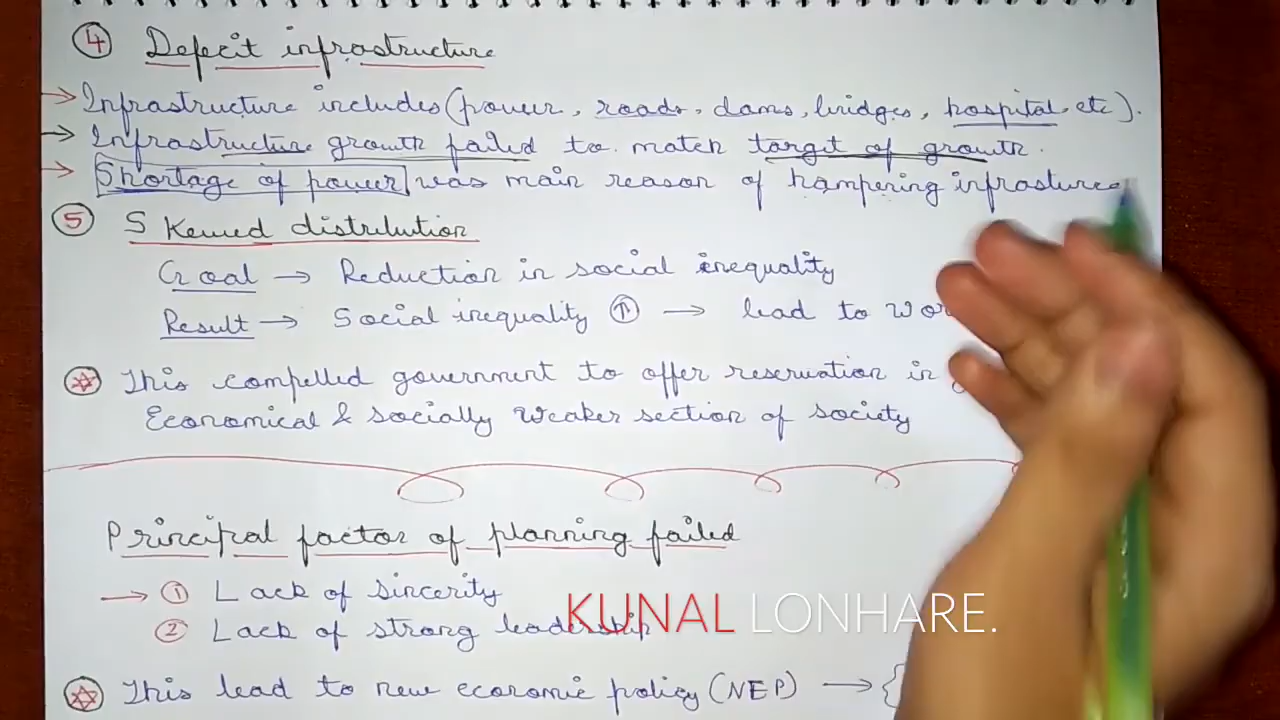 4 Deficit infrastructure
→ Infrastructure includes (power, roads, dams, bridges, hospital, etc).
→ Infrastructure growth failed to match target of growth.
→ Shortage of power was main reason of hampering
5 Skewed distribution
Goal → Reduction in social inequality
Result → Social inequality ↑ → lead to
This compelled government to offer reservation in
Economical & socially weaker section of society
Principal factor of planning failed
→ 1 Lack of sincerity
2 Lack of strong leadership
KUNAL LONHARE.
This lead to new economic policy (NEP) → {